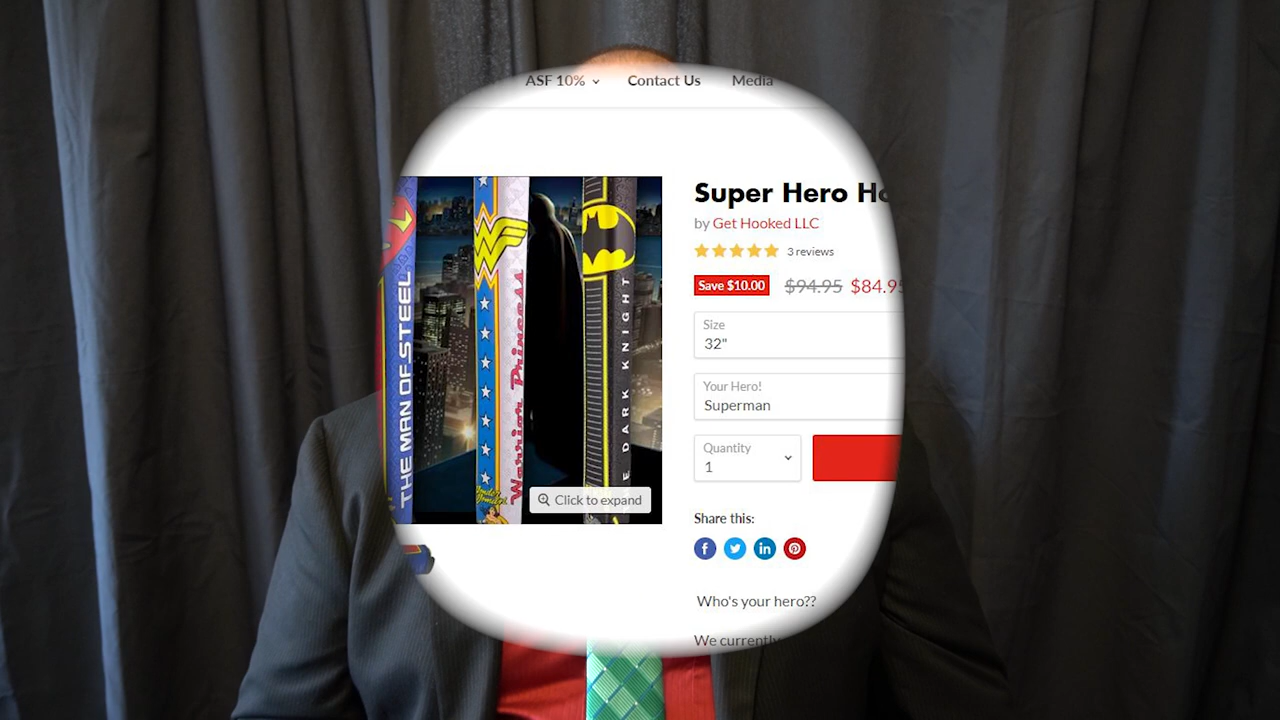 ASF 10%
Contact Us
Media
THE MAN OF STEEL
Warrior Princess
DARK KNIGHT
Click to expand
Super Hero
by Get Hooked LLC
3 reviews
Save $10.00 $94.95 $84.95
Size
32"
Your Hero!
Superman
Quantity
1
Share this:
f
in
Who's your hero??
We currently